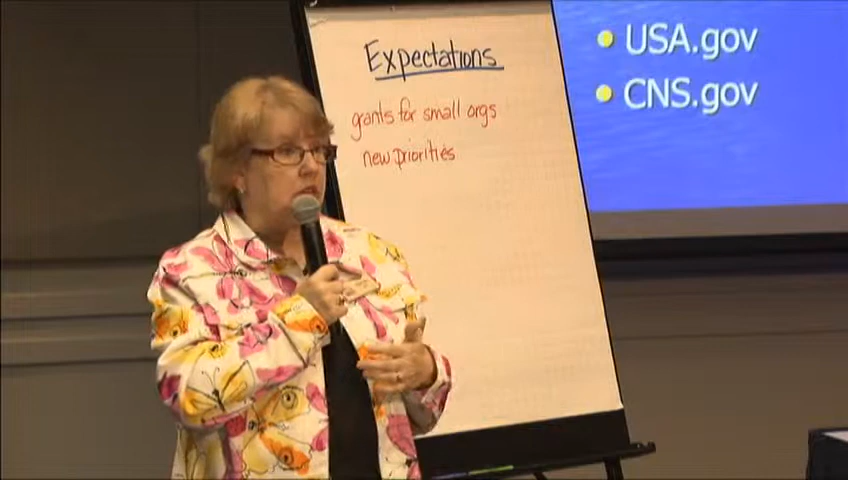 Expectations
grants for small orgs
new priorities
USA.gov
CNS.gov